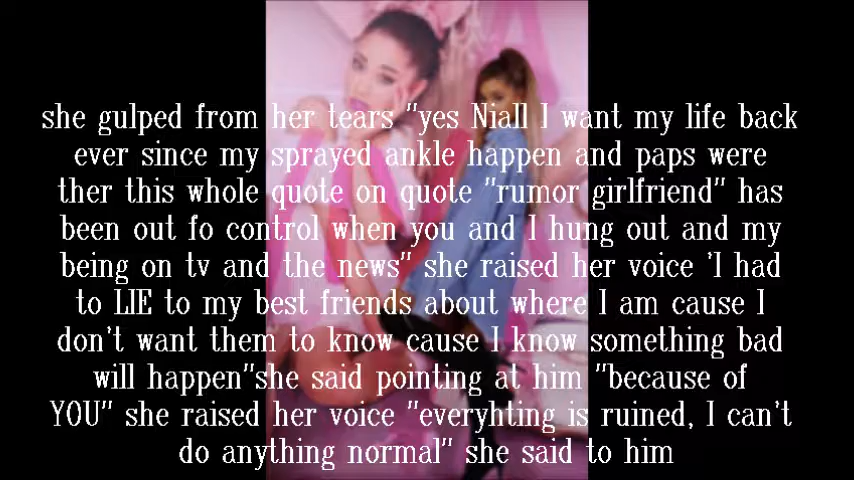 she gulped from her tears "yes Niall I want my life back
ever since my sprayed ankle happen and paps were
ther this whole quote on quote "rumor girlfriend" has
been out fo control when you and I hung out and my
being on tv and the news" she raised her voice 'I had
to LIE to my best friends about where I am cause I
don't want them to know cause I know something bad
will happen"she said pointing at him "because of
YOU" she raised her voice "everyhting is ruined, I can't
do anything normal" she said to him